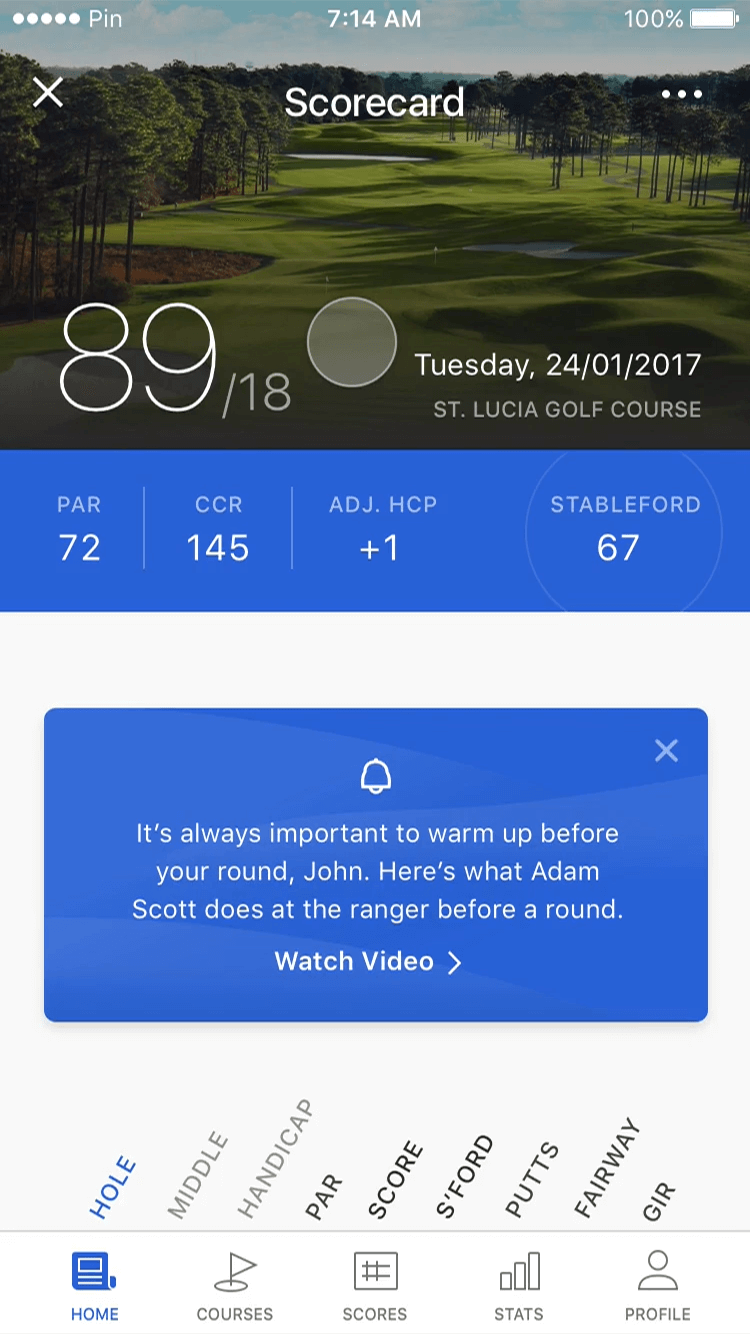 Pin 7:14 AM 100%
Scorecard
89/18
Tuesday, 24/01/2017
ST. LUCIA GOLF COURSE
PAR CCR ADJ. HCP STABLEFORD
72 145 +1 67
It’s always important to warm up before
your round, John. Here’s what Adam
Scott does at the ranger before a round.
Watch Video
HOLE MIDDLE HANDICAP PAR SCORE S’FORD PUTTS FAIRWAY GIR
HOME COURSES SCORES STATS PROFILE